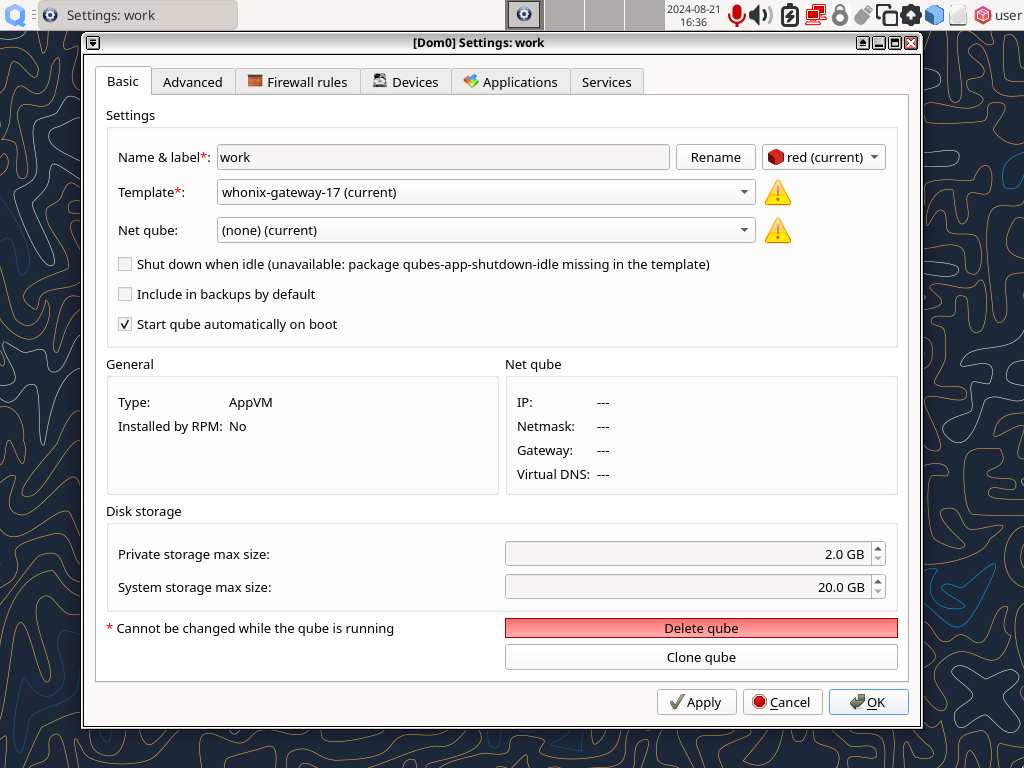 Settings: work
2024-08-21
16:36
user
[Dom0] Settings: work
Basic
Advanced
Firewall rules
Devices
Applications
Services
Settings
Name & label*:
work
Rename
red (current)
Template*:
whonix-gateway-17 (current)
Net qube:
(none) (current)
Shut down when idle (unavailable: package qubes-app-shutdown-idle missing in the template)
Include in backups by default
Start qube automatically on boot
General
Type: AppVM
Installed by RPM: No
Net qube
IP: ---
Netmask: ---
Gateway: ---
Virtual DNS: ---
Disk storage
Private storage max size: 2.0 GB
System storage max size: 20.0 GB
* Cannot be changed while the qube is running
Delete qube
Clone qube
Apply
Cancel
OK